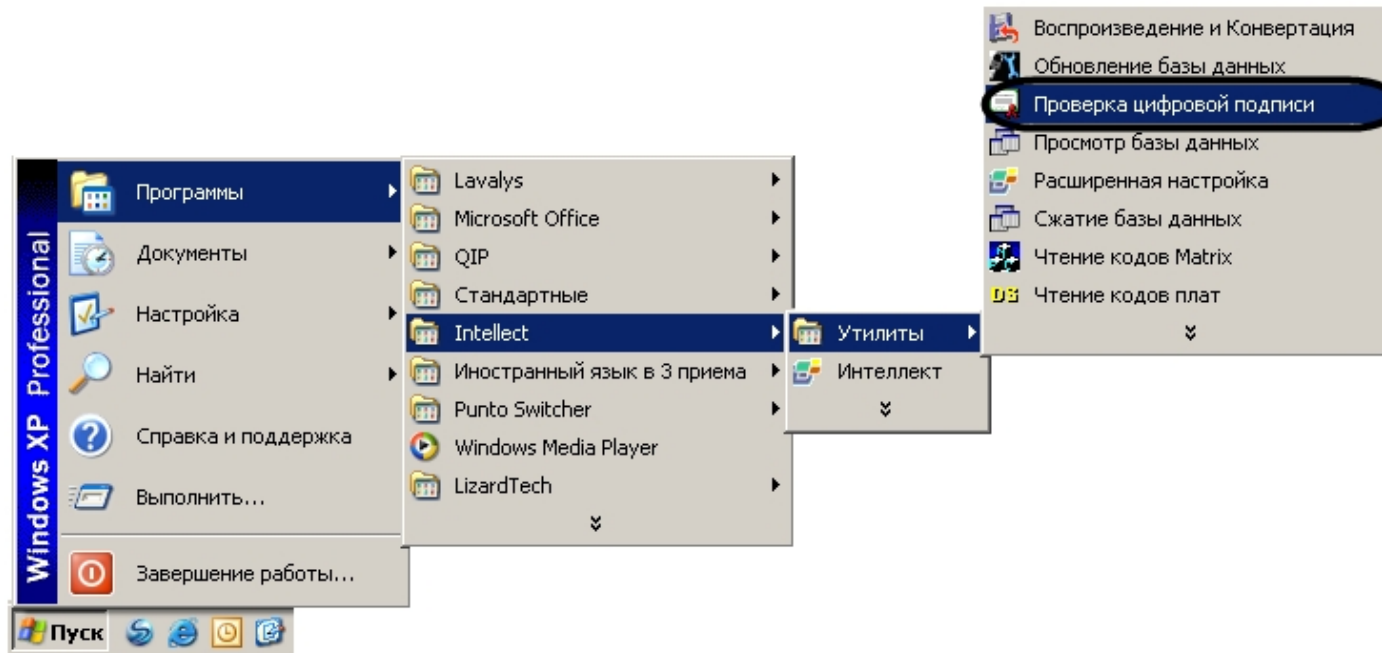 Воспроизведение и Конвертация
Обновление базы данных
Проверка цифровой подписи
Просмотр базы данных
Расширенная настройка
Сжатие базы данных
Чтение кодов Matrix
Чтение кодов плат
Программы
Документы
Настройка
Найти
Справка и поддержка
Выполнить...
Завершение работы...
Windows XP Professional
Lavalys
Microsoft Office
QIP
Стандартные
Intellect
Иностранный язык в 3 приема
Punto Switcher
Windows Media Player
LizardTech
Утилиты
Интеллект
Пуск